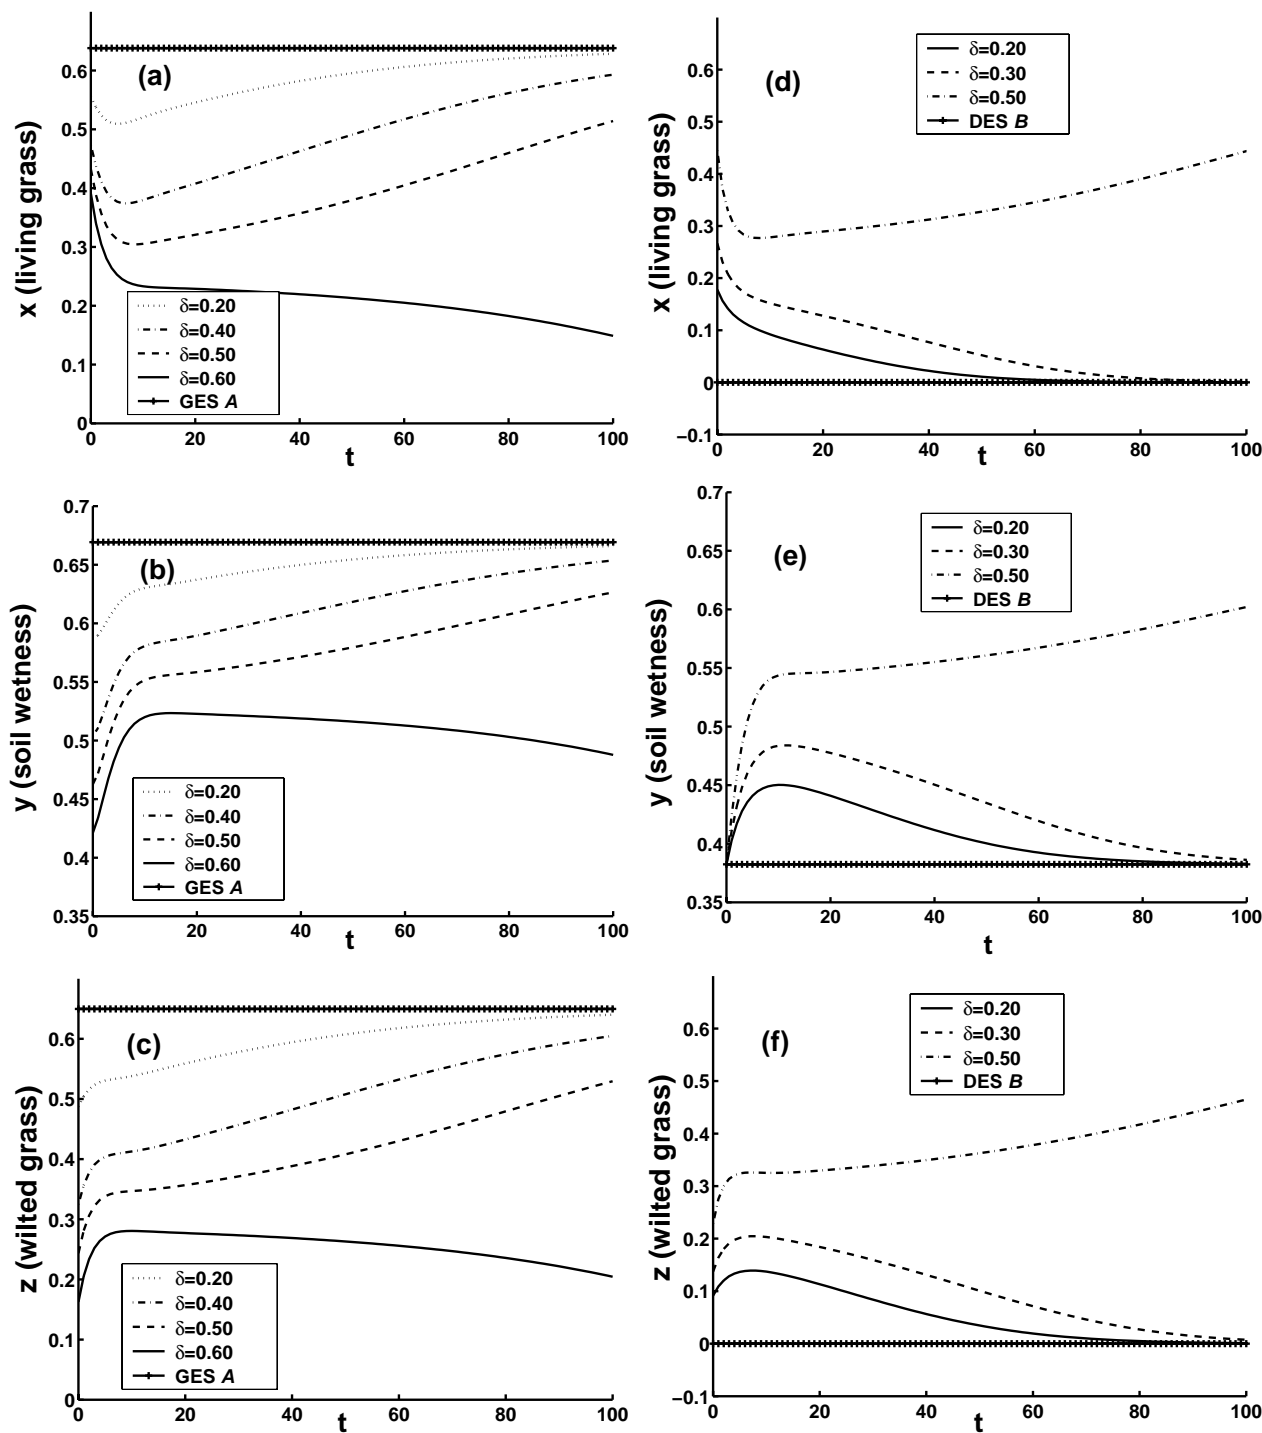 (a)
x (living grass)
0.6
0.5
0.4
0.3
0.2
0.1
0
δ=0.20
δ=0.40
δ=0.50
δ=0.60
GES A
0 20 40 60 80 100
t
(d)
x (living grass)
0.6
0.5
0.4
0.3
0.2
0.1
0
−0.1
δ=0.20
δ=0.30
δ=0.50
DES B
0 20 40 60 80 100
t
(b)
y (soil wetness)
0.7
0.65
0.6
0.55
0.5
0.45
0.4
0.35
δ=0.20
δ=0.40
δ=0.50
δ=0.60
GES A
0 20 40 60 80 100
t
(e)
y (soil wetness)
0.7
0.65
0.6
0.55
0.5
0.45
0.4
0.35
δ=0.20
δ=0.30
δ=0.50
DES B
0 20 40 60 80 100
t
(c)
z (wilted grass)
0.6
0.5
0.4
0.3
0.2
0.1
0
δ=0.20
δ=0.40
δ=0.50
δ=0.60
GES A
0 20 40 60 80 100
t
(f)
z (wilted grass)
0.6
0.5
0.4
0.3
0.2
0.1
0
−0.1
δ=0.20
δ=0.30
δ=0.50
DES B
0 20 40 60 80 100
t